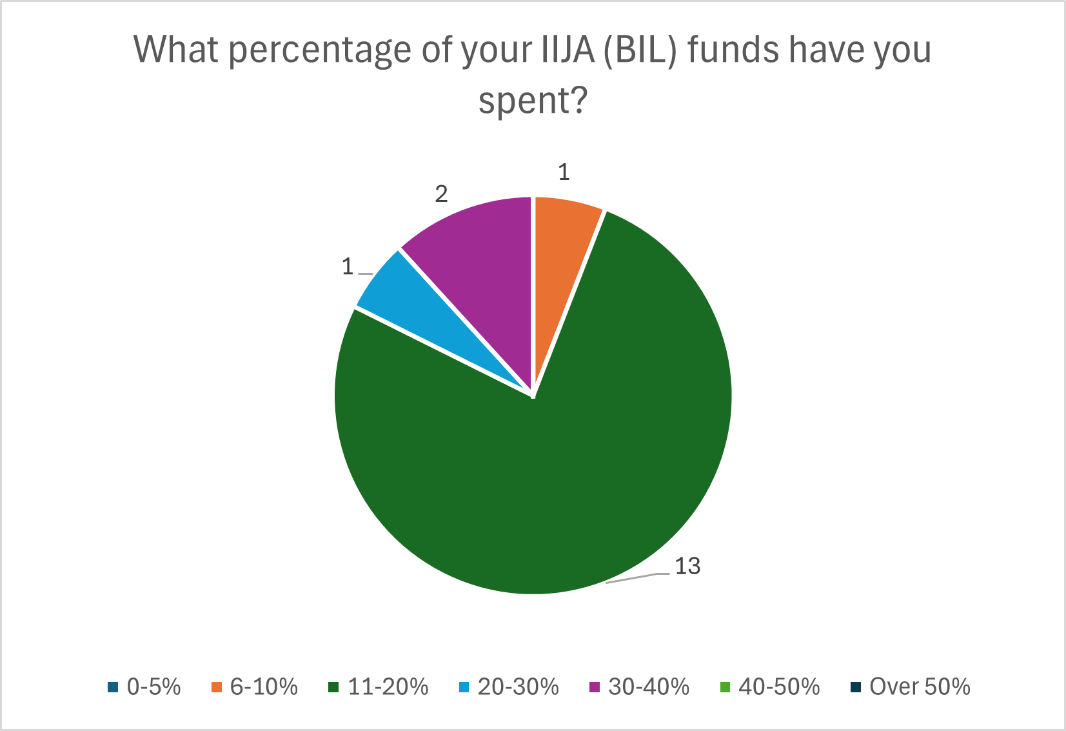 What percentage of your IIJA (BIL) funds have you
spent?
1
2
1
13
0-5% 6-10% 11-20% 20-30% 30-40% 40-50% Over 50%